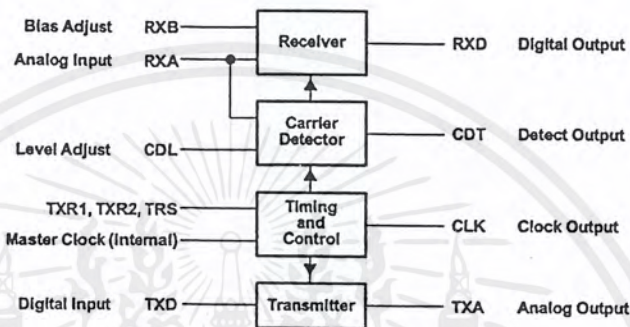 Bias Adjust RXB Receiver RXD Digital Output
Analog Input RXA
Level Adjust CDL Carrier Detector CDT Detect Output
TXR1, TXR2, TRS Timing and Control CLK Clock Output
Master Clock (Internal)
Digital Input TXD Transmitter TXA Analog Output